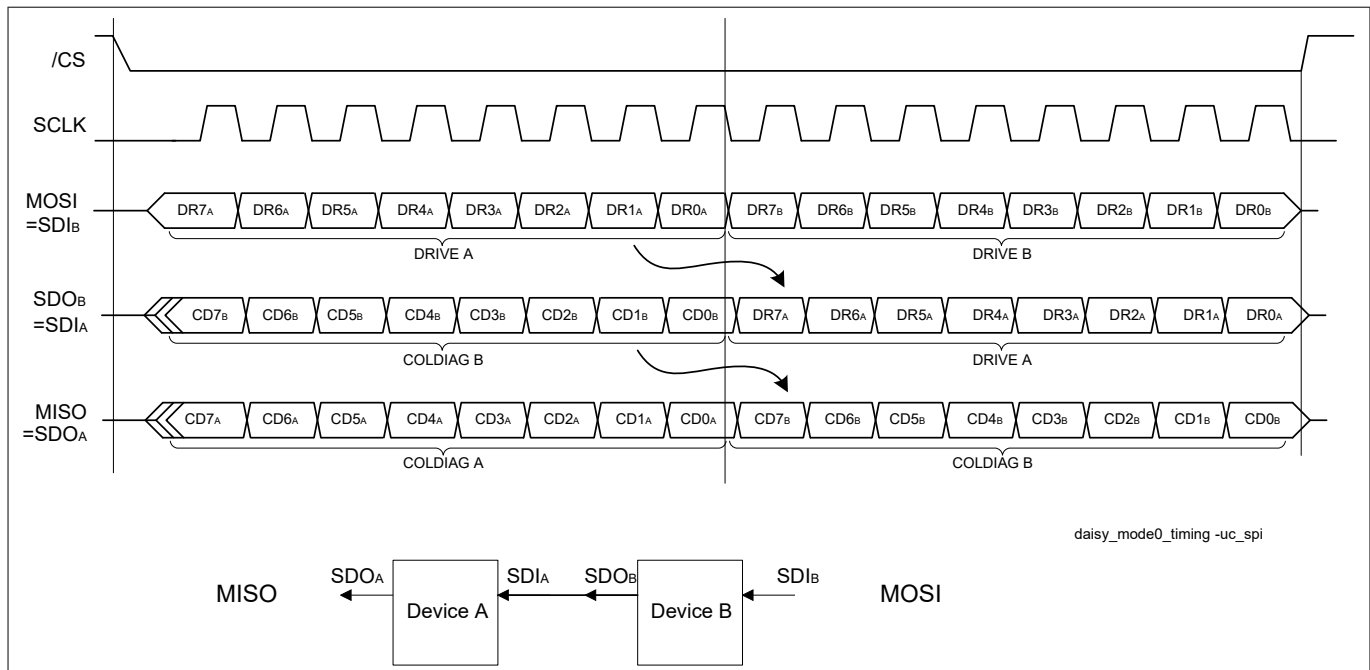 /CS
SCLK
MOSI
=SDIB
DR7A DR6A DR5A DR4A DR3A DR2A DR1A DR0A DR7B DR6B DR5B DR4B DR3B DR2B DR1B DR0B
DRIVE A DRIVE B
SDOB
=SDIA
CD7B CD6B CD5B CD4B CD3B CD2B CD1B CD0B DR7A DR6A DR5A DR4A DR3A DR2A DR1A DR0A
COLDIAG B DRIVE A
MISO
=SDOA
CD7A CD6A CD5A CD4A CD3A CD2A CD1A CD0A CD7B CD6B CD5B CD4B CD3B CD2B CD1B CD0B
COLDIAG A COLDIAG B
daisy_mode0_timing -uc_spi
MISO SDOA Device A SDIA SDOB Device B SDIB MOSI